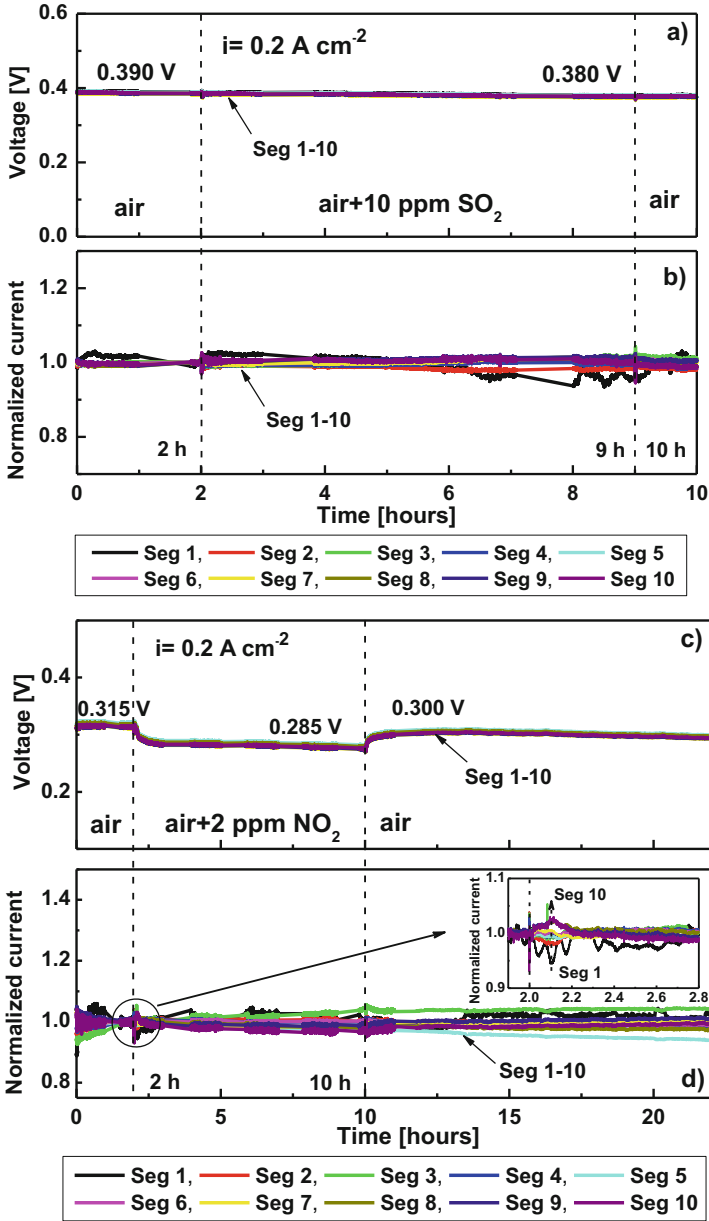 a)
i= 0.2 A cm-2
0.390 V
0.380 V
Seg 1-10
air
air+10 ppm SO2
air
Voltage [V]
0.6
0.4
0.2
0.0
b)
Normalized current
1.2
1.0
0.8
Seg 1-10
2 h
9 h
10 h
0 2 4 6 8 10
Time [hours]
Seg 1, Seg 2, Seg 3, Seg 4, Seg 5
Seg 6, Seg 7, Seg 8, Seg 9, Seg 10
c)
i= 0.2 A cm-2
Voltage [V]
0.4
0.2
0.315 V
0.285 V
0.300 V
Seg 1-10
air
air+2 ppm NO2
air
Normalized current
1.4
1.2
1.0
0.8
Normalized current
1.1
1.0
0.9
Seg 10
Seg 1
2.0 2.2 2.4 2.6 2.8
Seg 1-10
d)
2 h
10 h
0 5 10 15 20
Time [hours]
Seg 1, Seg 2, Seg 3, Seg 4, Seg 5
Seg 6, Seg 7, Seg 8, Seg 9, Seg 10